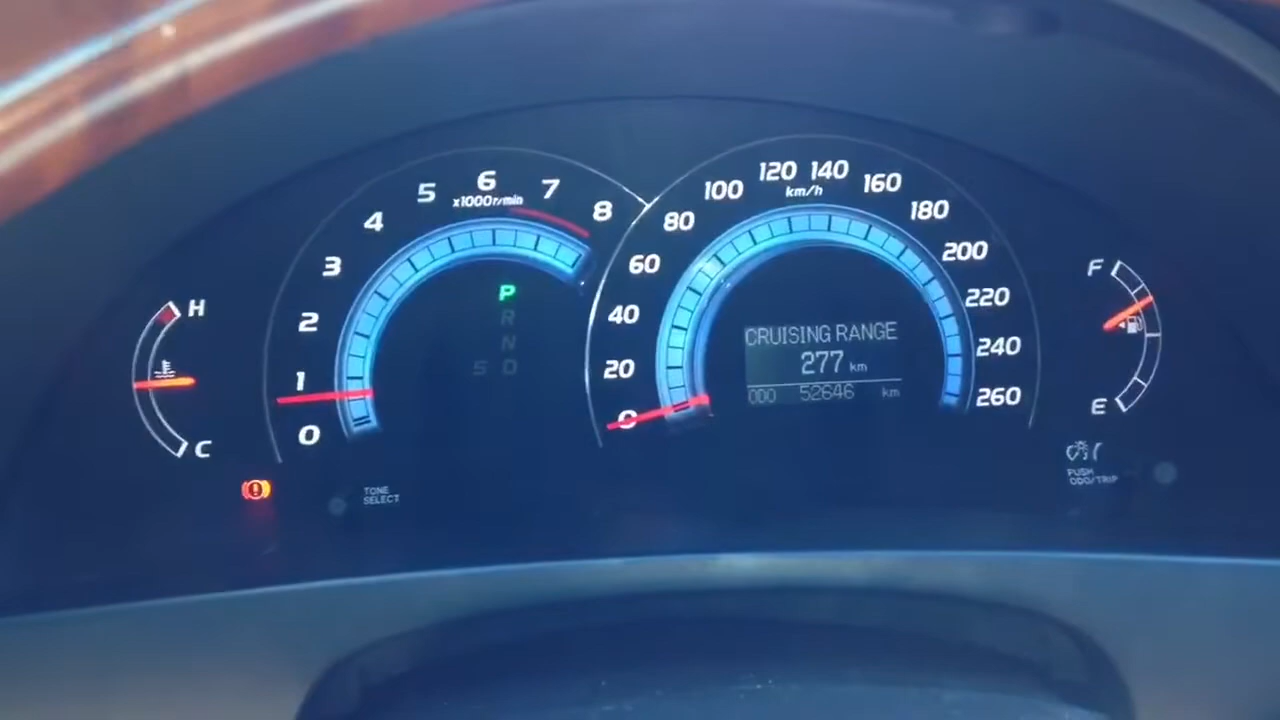 H
C
0
1
2
3
4
5
6
7
8
x1000r/min
P
R
N
S D
TONE
SELECT
0
20
40
60
80
100
120
140
160
180
200
220
240
260
km/h
CRUISING RANGE
277 km
ODO 52646 km
F
E
PUSH
ODO/TRIP